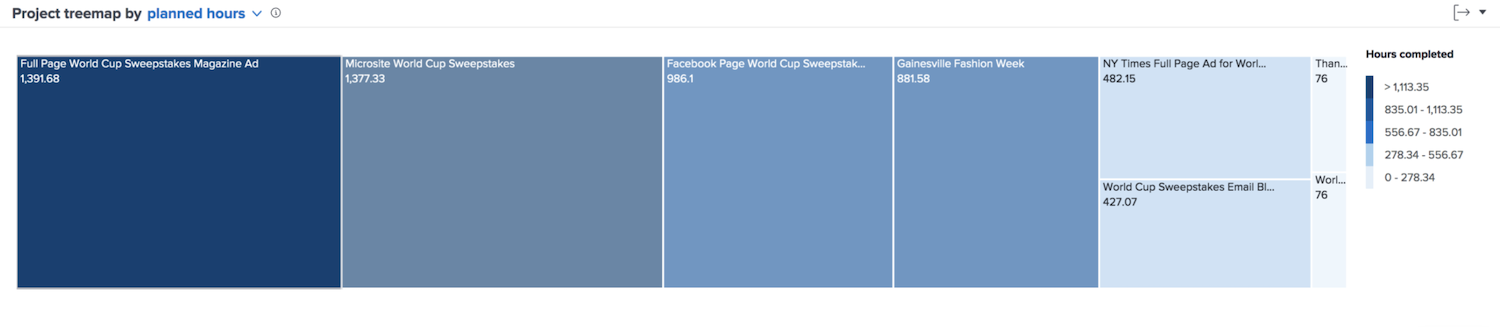 Project treemap by planned hours
Full Page World Cup Sweepstakes Magazine Ad
1,391.68
Microsite World Cup Sweepstakes
1,377.33
Facebook Page World Cup Sweepstak...
986.1
Gainesville Fashion Week
881.58
NY Times Full Page Ad for Worl...
482.15
World Cup Sweepstakes Email Bl...
427.07
Than...
76
Worl...
76
Hours completed
> 1,113.35
835.01 - 1,113.35
556.67 - 835.01
278.34 - 556.67
0 - 278.34